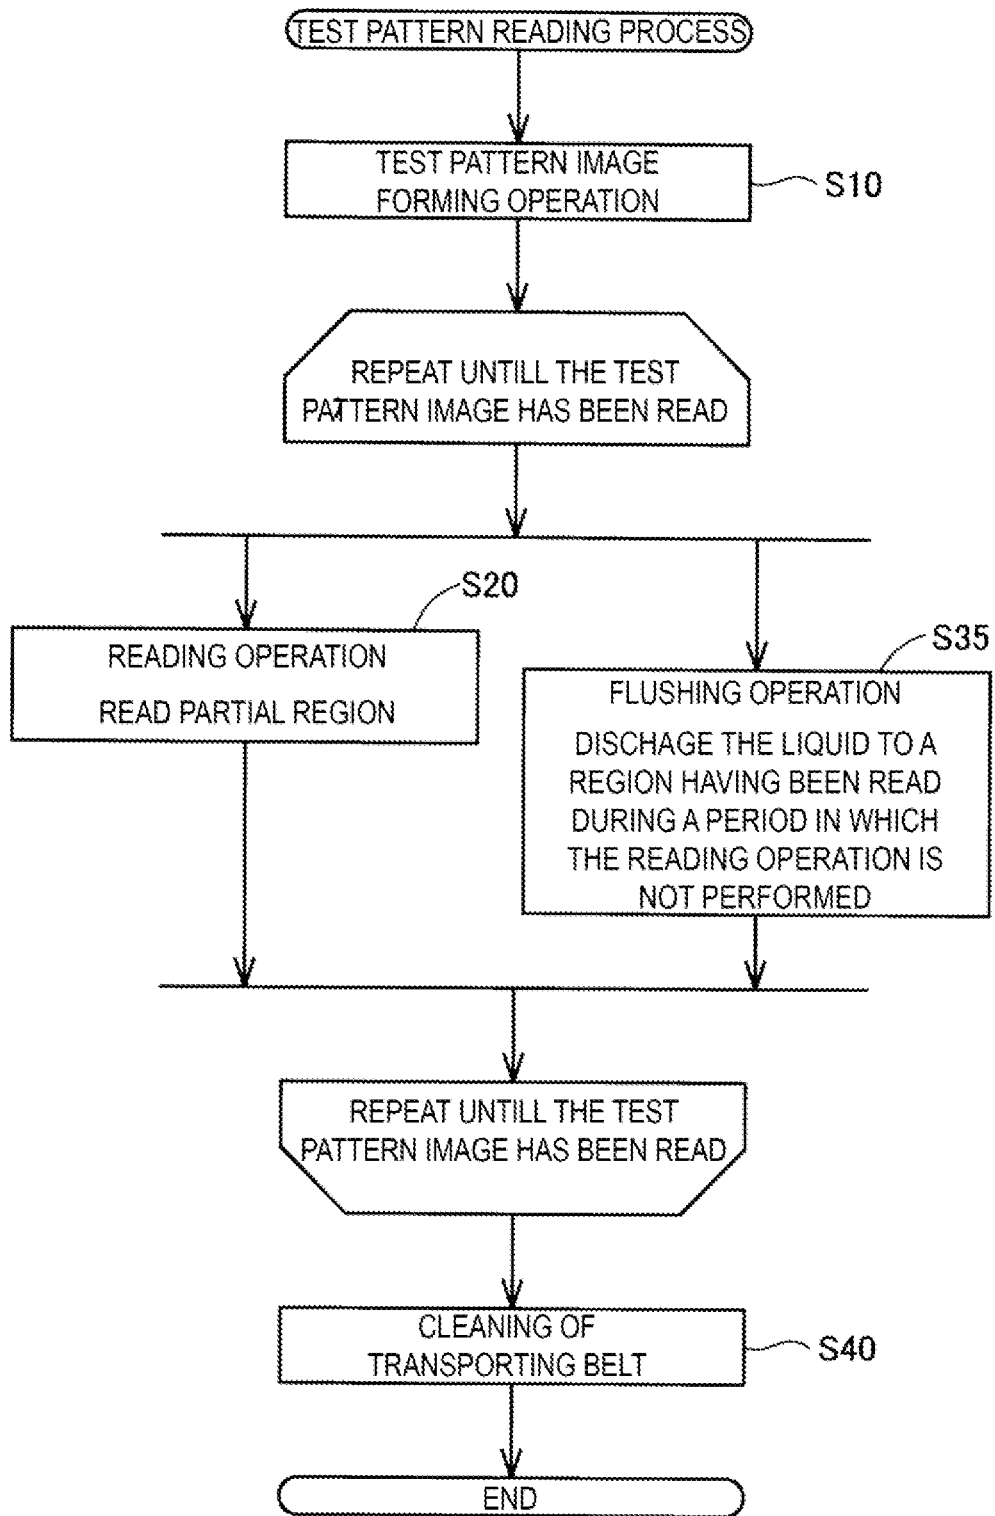 TEST PATTERN READING PROCESS
TEST PATTERN IMAGE
FORMING OPERATION
S10
REPEAT UNTILL THE TEST
PATTERN IMAGE HAS BEEN READ
S20
READING OPERATION
READ PARTIAL REGION
S35
FLUSHING OPERATION
DISCHAGE THE LIQUID TO A
REGION HAVING BEEN READ
DURING A PERIOD IN WHICH
THE READING OPERATION IS
NOT PERFORMED
REPEAT UNTILL THE TEST
PATTERN IMAGE HAS BEEN READ
CLEANING OF
TRANSPORTING BELT
S40
END